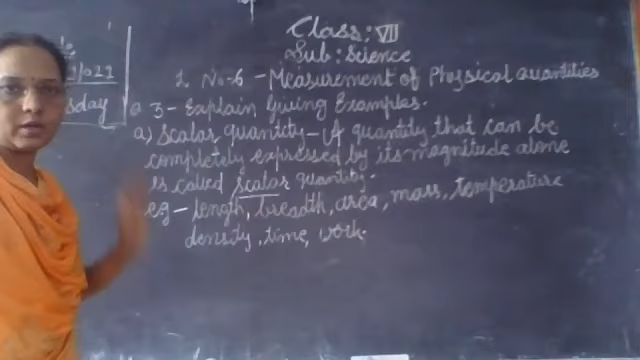 Class : VII
Sub : Science
L No-6 - Measurement of Physical Quantities
Q 3 - Explain Giving Examples.
a) Scalar quantity - A quantity that can be
completely expressed by its magnitude alone
is called scalar quantity.
eg - length, breadth, area, mass, temperature
density, time, work.